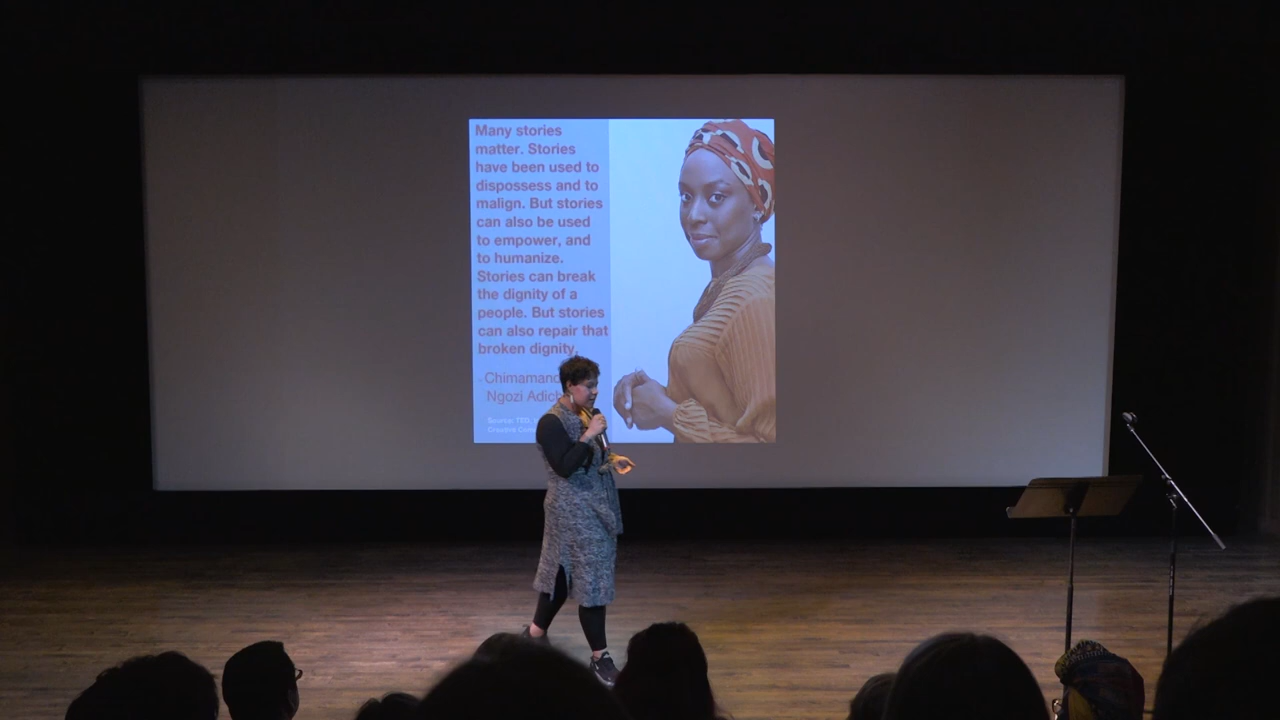 Many stories
matter. Stories
have been used to
dispossess and to
malign. But stories
can also be used
to empower, and
to humanize.
Stories can break
the dignity of a
people. But stories
can also repair that
broken dignity.
Chimamand
Ngozi Adich
Source: TED,
Creative Com